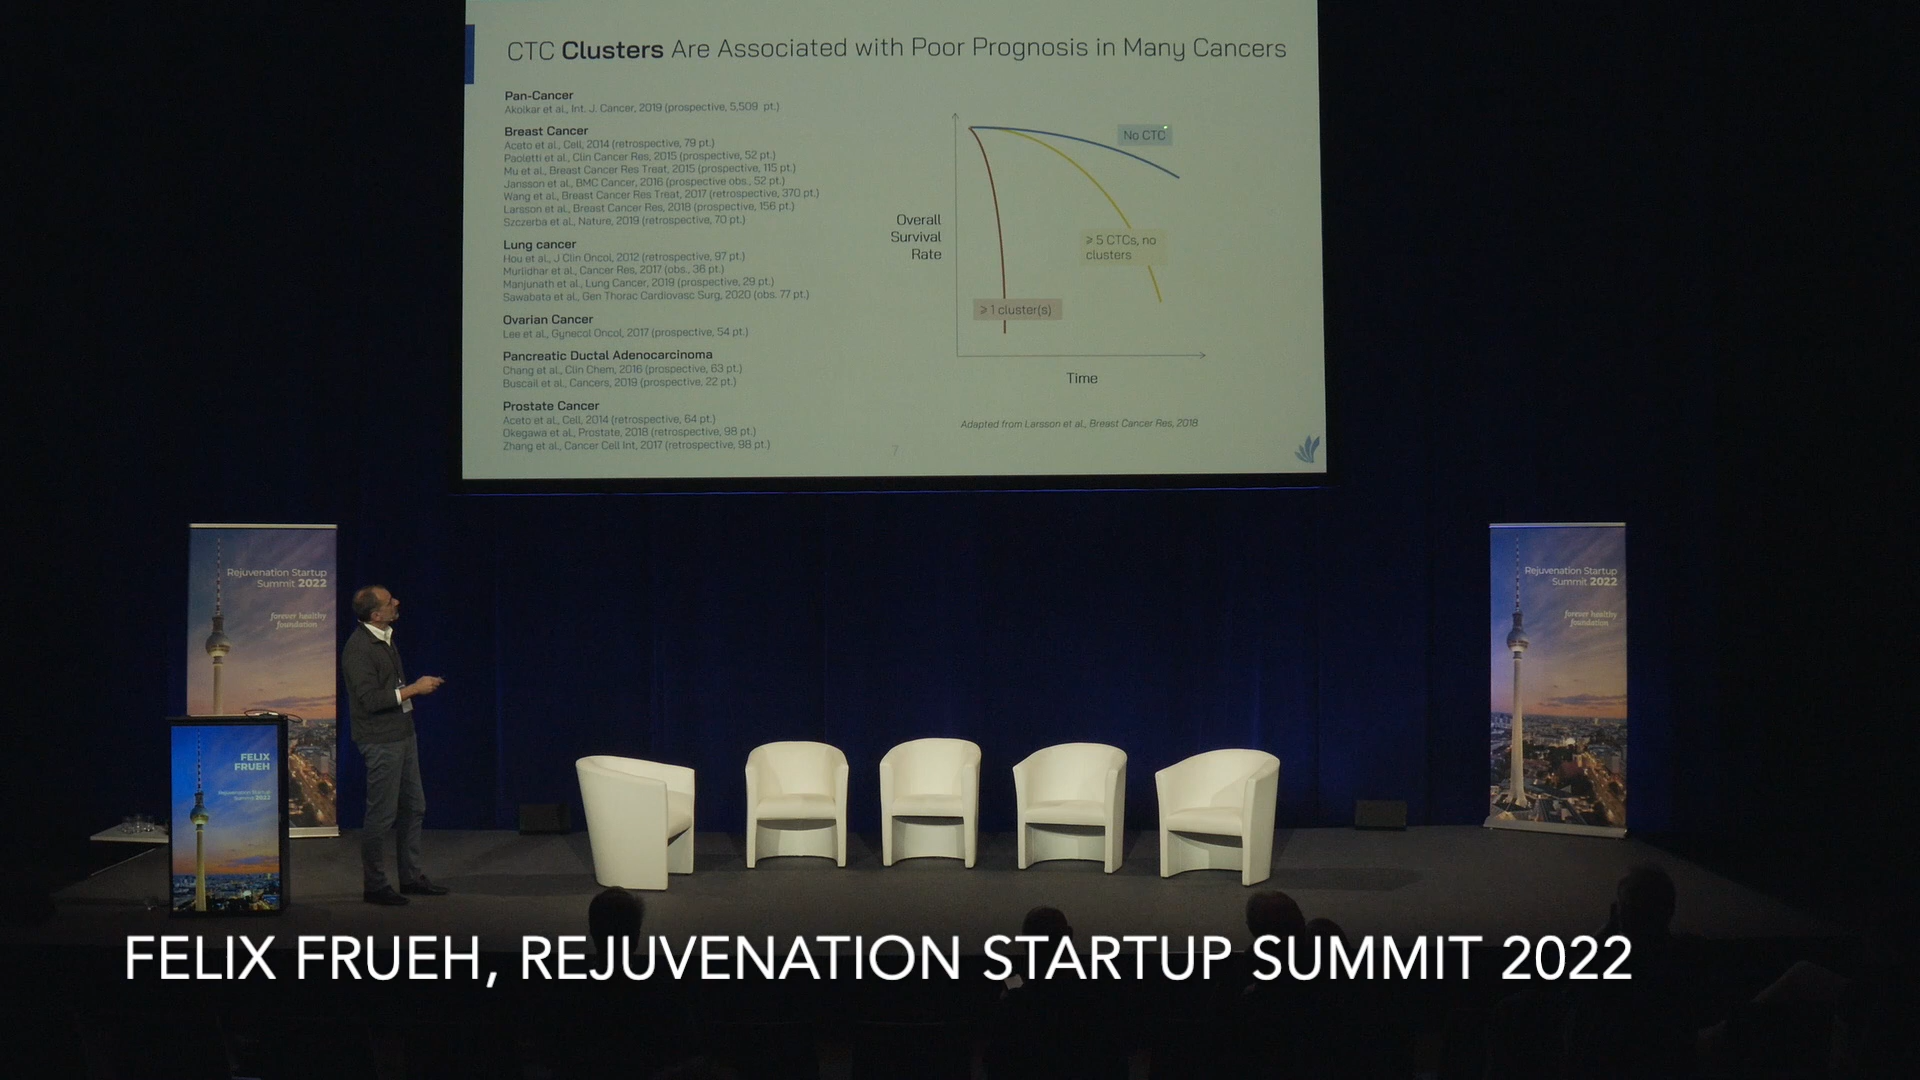 CTC Clusters Are Associated with Poor Prognosis in Many Cancers
Pan-Cancer
Akolkar et al., Int. J. Cancer, 2019 (prospective, 5,509 pt.)
Breast Cancer
Aceto et al., Cell, 2014 (retrospective, 79 pt.)
Paoletti et al., Clin Cancer Res, 2015 (prospective, 52 pt.)
Mu et al., Breast Cancer Res Treat, 2015 (prospective, 115 pt.)
Jansson et al., BMC Cancer, 2016 (prospective obs., 52 pt.)
Wang et al., Breast Cancer Res Treat, 2017 (retrospective, 370 pt.)
Larsson et al., Breast Cancer Res, 2018 (prospective, 156 pt.)
Szczerba et al., Nature, 2019 (retrospective, 70 pt.)
Lung cancer
Hou et al., J Clin Oncol, 2012 (retrospective, 97 pt.)
Murlidhar et al., Cancer Res, 2017 (obs., 36 pt.)
Manjunath et al., Lung Cancer, 2019 (prospective, 29 pt.)
Sawabata et al., Gen Thorac Cardiovasc Surg, 2020 (obs. 77 pt.)
Ovarian Cancer
Lee et al., Gynecol Oncol, 2017 (prospective, 54 pt.)
Pancreatic Ductal Adenocarcinoma
Chang et al., Clin Chem, 2016 (prospective, 63 pt.)
Buscail et al., Cancers, 2019 (prospective, 22 pt.)
Prostate Cancer
Aceto et al., Cell, 2014 (retrospective, 64 pt.)
Okegawa et al., Prostate, 2018 (retrospective, 98 pt.)
Zhang et al., Cancer Cell Int, 2017 (retrospective, 98 pt.)
No CTC
Overall
Survival
Rate
⩾ 5 CTCs, no
clusters
⩾ 1 cluster(s)
Time
Adapted from Larsson et al., Breast Cancer Res, 2018
7
Rejuvenation Startup
Summit 2022
forever healthy
foundation
Rejuvenation Startup
Summit 2022
forever healthy
foundation
FELIX
FRUEH
Rejuvenation Startup
Summit 2022
FELIX FRUEH, REJUVENATION STARTUP SUMMIT 2022